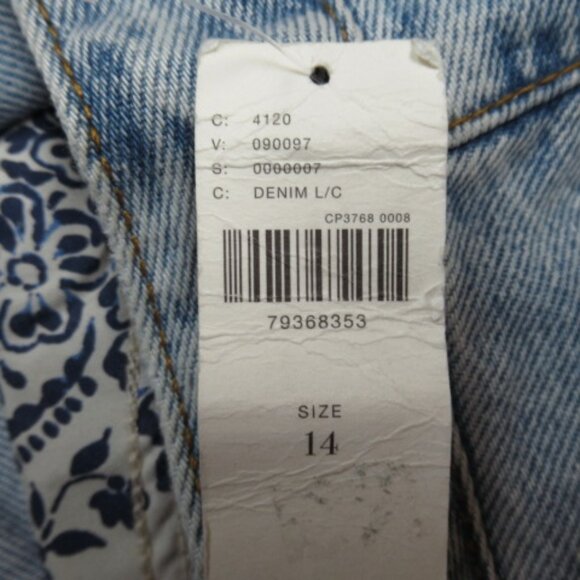 C: 4120
V: 090097
S: 0000007
C: DENIM L/C
CP3768 0008
79368353
SIZE
14